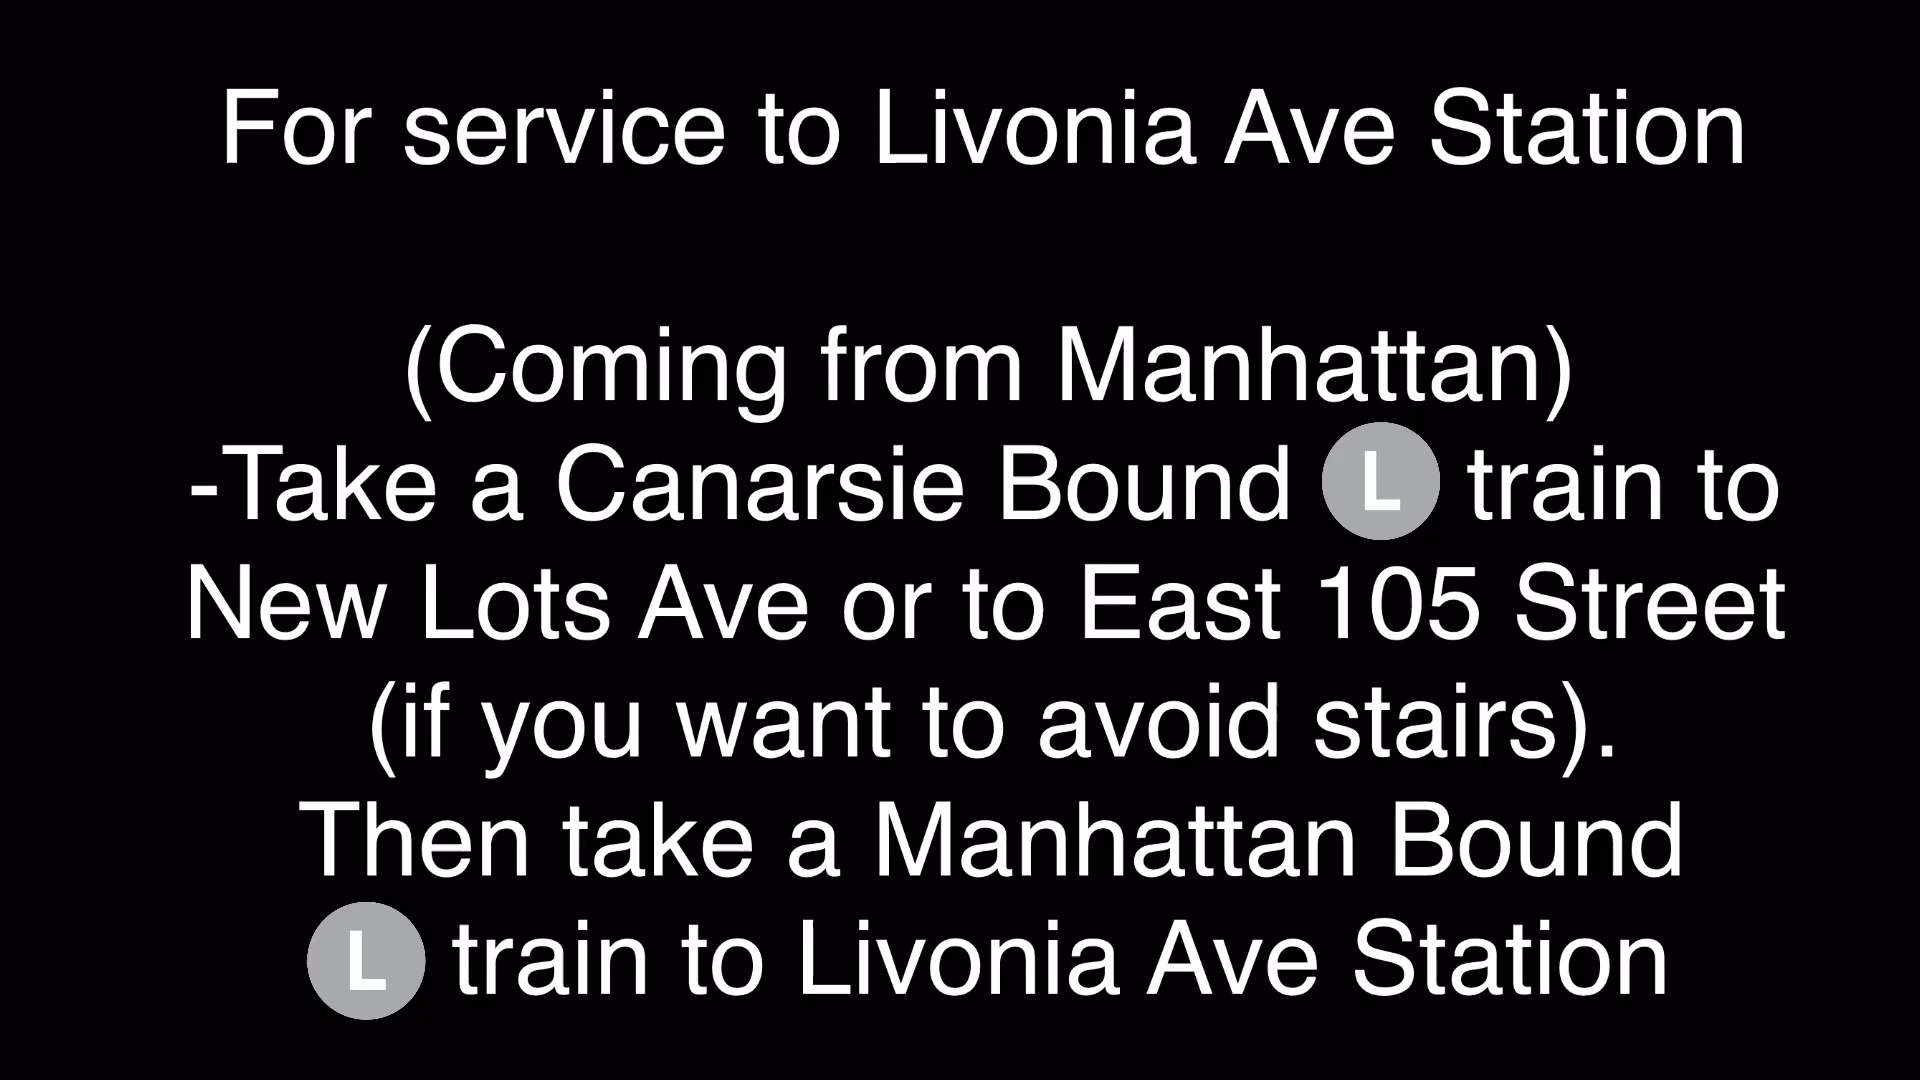 For service to Livonia Ave Station
(Coming from Manhattan)
-Take a Canarsie Bound L train to
New Lots Ave or to East 105 Street
(if you want to avoid stairs).
Then take a Manhattan Bound
L train to Livonia Ave Station